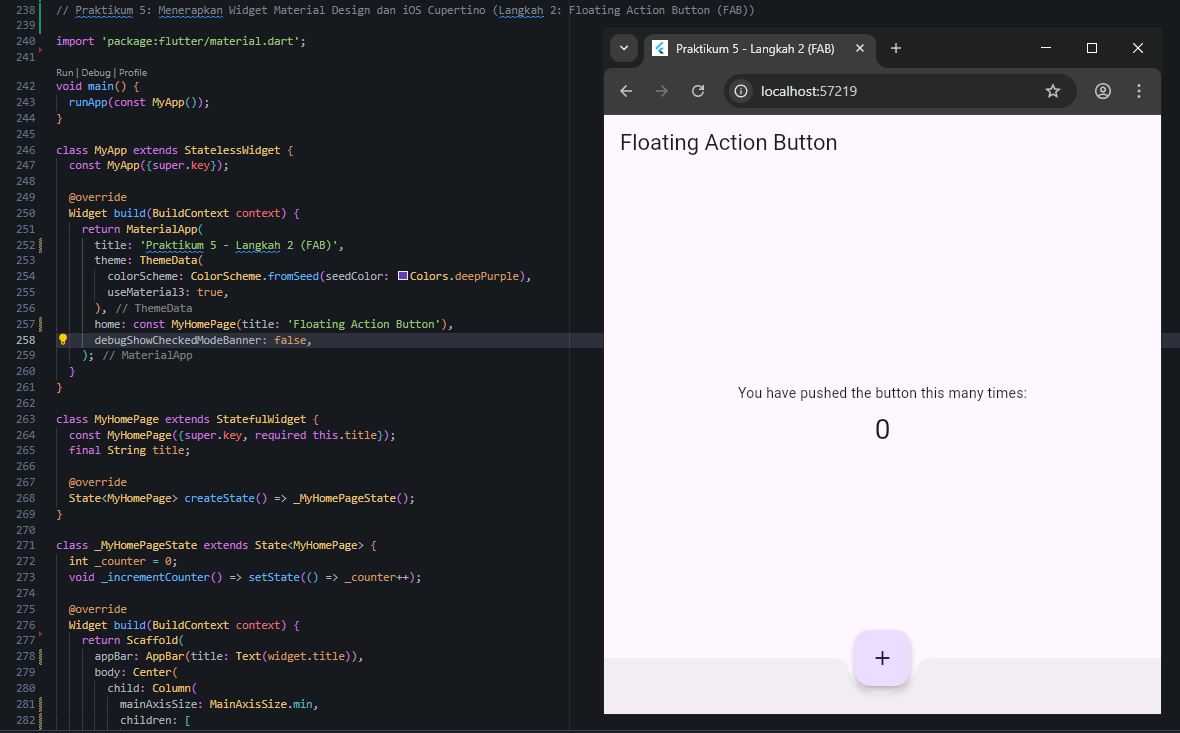 238 // Praktikum 5: Menerapkan Widget Material Design dan iOS Cupertino (Langkah 2: Floating Action Button (FAB))
239
240 import 'package:flutter/material.dart';
241
Run | Debug | Profile
242 void main() {
243 runApp(const MyApp());
244 }
245
246 class MyApp extends StatelessWidget {
247 const MyApp({super.key});
248
249 @override
250 Widget build(BuildContext context) {
251 return MaterialApp(
252 title: 'Praktikum 5 - Langkah 2 (FAB)',
253 theme: ThemeData(
254 colorScheme: ColorScheme.fromSeed(seedColor: Colors.deepPurple),
255 useMaterial3: true,
256 ), // ThemeData
257 home: const MyHomePage(title: 'Floating Action Button'),
258 debugShowCheckedModeBanner: false,
259 ); // MaterialApp
260 }
261 }
262
263 class MyHomePage extends StatefulWidget {
264 const MyHomePage({super.key, required this.title});
265 final String title;
266
267 @override
268 State<MyHomePage> createState() => _MyHomePageState();
269 }
270
271 class _MyHomePageState extends State<MyHomePage> {
272 int _counter = 0;
273 void _incrementCounter() => setState(() => _counter++);
274
275 @override
276 Widget build(BuildContext context) {
277 return Scaffold(
278 appBar: AppBar(title: Text(widget.title)),
279 body: Center(
280 child: Column(
281 mainAxisSize: MainAxisSize.min,
282 children: [
Praktikum 5 - Langkah 2 (FAB)
localhost:57219
Floating Action Button
You have pushed the button this many times:
0
+